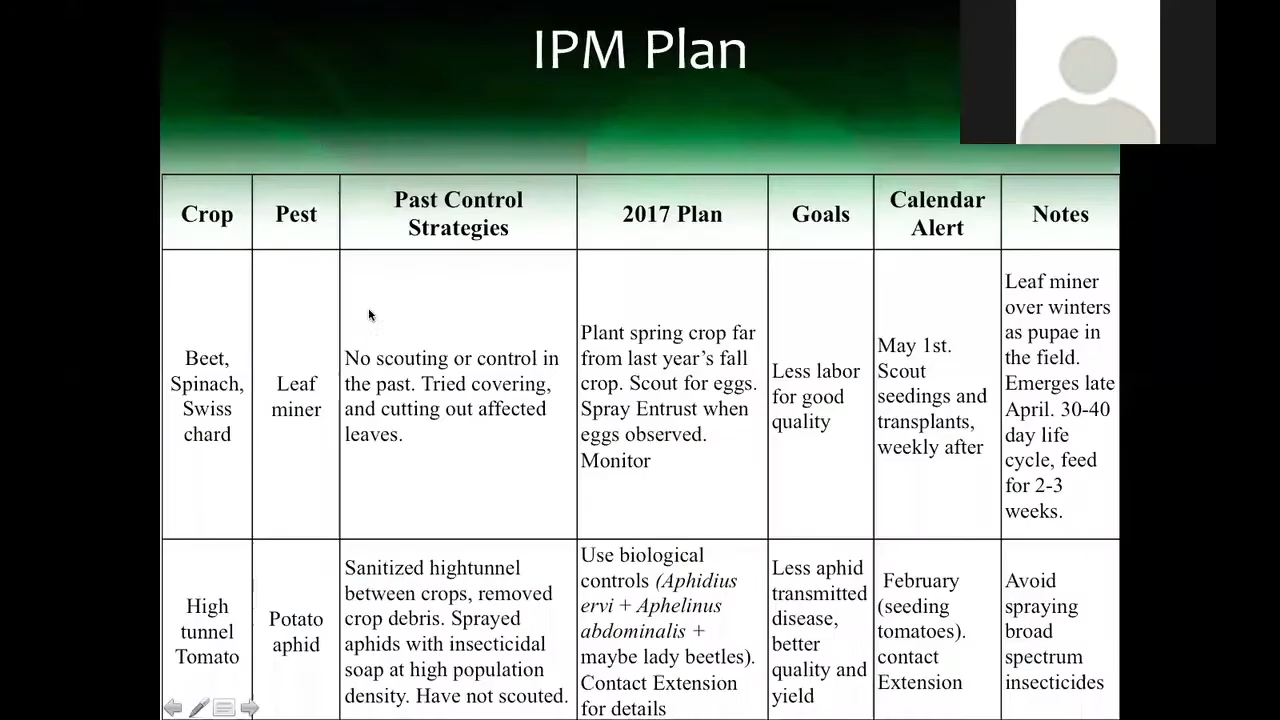 IPM Plan
Crop
Pest
Past Control
Strategies
2017 Plan
Goals
Calendar
Alert
Notes
Beet,
Spinach,
Swiss
chard
Leaf
miner
No scouting or control in
the past. Tried covering,
and cutting out affected
leaves.
Plant spring crop far
from last year’s fall
crop. Scout for eggs.
Spray Entrust when
eggs observed.
Monitor
Less labor
for good
quality
May 1st.
Scout
seedings and
transplants,
weekly after
Leaf miner
over winters
as pupae in
the field.
Emerges late
April. 30-40
day life
cycle, feed
for 2-3
weeks.
High
tunnel
Tomato
Potato
aphid
Sanitized hightunnel
between crops, removed
crop debris. Sprayed
aphids with insecticidal
soap at high population
density. Have not scouted.
Use biological
controls (Aphidius
ervi + Aphelinus
abdominalis +
maybe lady beetles).
Contact Extension
for details
Less aphid
transmitted
disease,
better
quality and
yield
February
(seeding
tomatoes).
contact
Extension
Avoid
spraying
broad
spectrum
insecticides